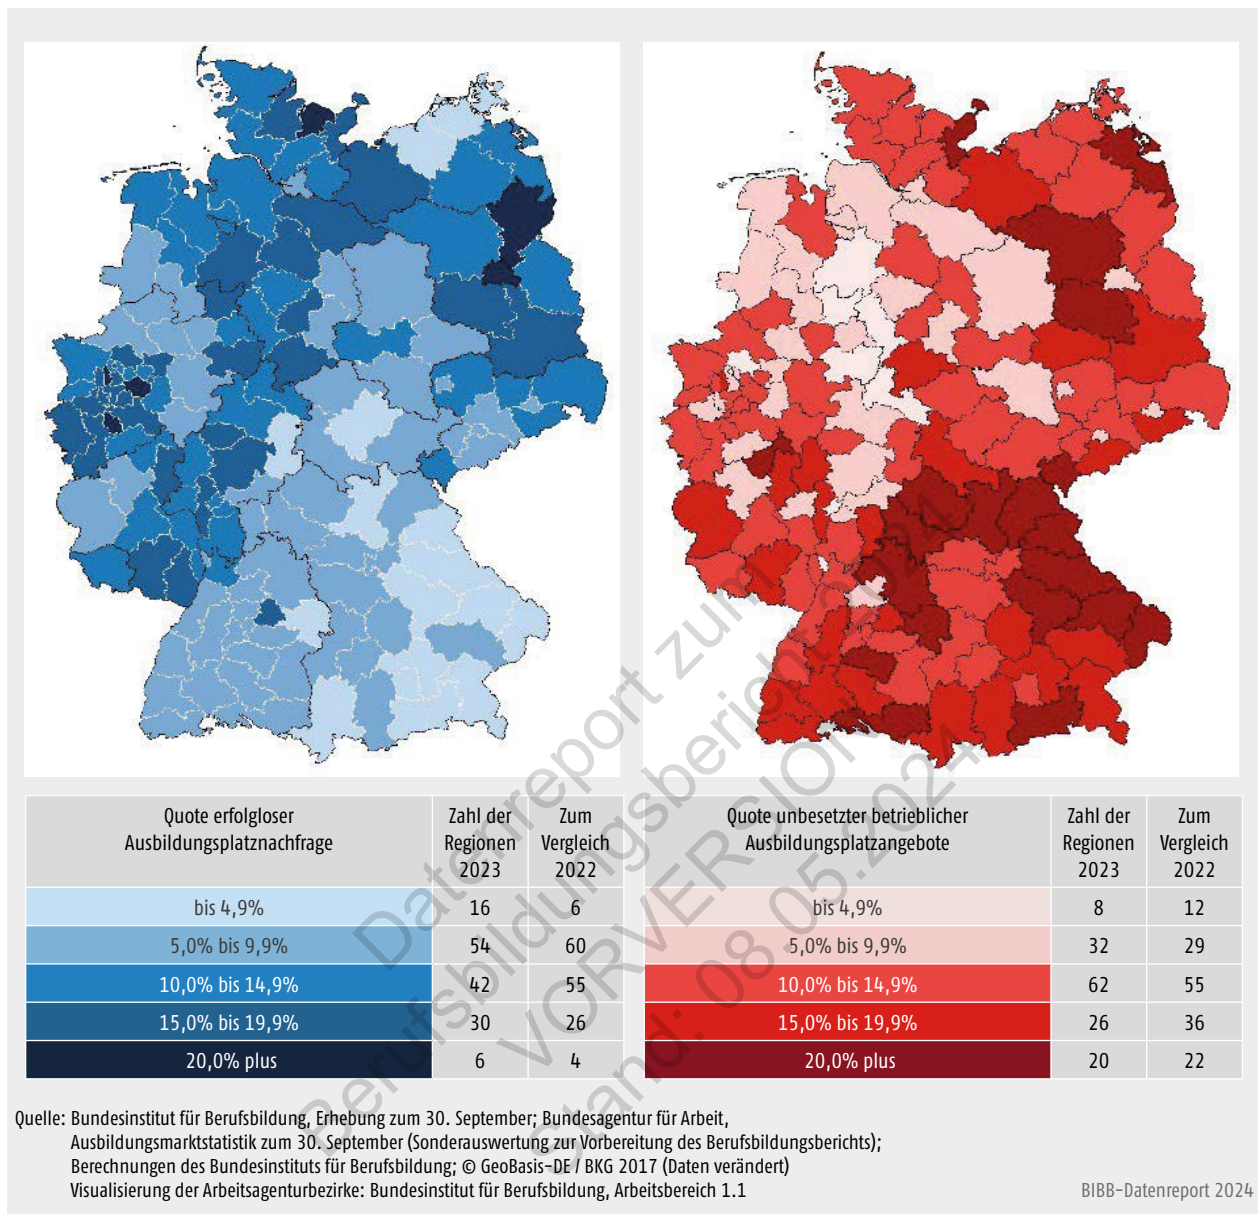 Quote erfolgloser
Ausbildungsplatznachfrage
Zahl der
Regionen
2023
Zum
Vergleich
2022
bis 4,9% 16 6
5,0% bis 9,9% 54 60
10,0% bis 14,9% 42 55
15,0% bis 19,9% 30 26
20,0% plus 6 4
Quote unbesetzter betrieblicher
Ausbildungsplatzangebote
Zahl der
Regionen
2023
Zum
Vergleich
2022
bis 4,9% 8 12
5,0% bis 9,9% 32 29
10,0% bis 14,9% 62 55
15,0% bis 19,9% 26 36
20,0% plus 20 22
Datenreport zum
Berufsbildungsbericht 2024
VORVERSION
Stand: 08.05.2024
Quelle: Bundesinstitut für Berufsbildung, Erhebung zum 30. September; Bundesagentur für Arbeit,
Ausbildungsmarktstatistik zum 30. September (Sonderauswertung zur Vorbereitung des Berufsbildungsberichts);
Berechnungen des Bundesinstituts für Berufsbildung; © GeoBasis-DE / BKG 2017 (Daten verändert)
Visualisierung der Arbeitsagenturbezirke: Bundesinstitut für Berufsbildung, Arbeitsbereich 1.1
BIBB-Datenreport 2024